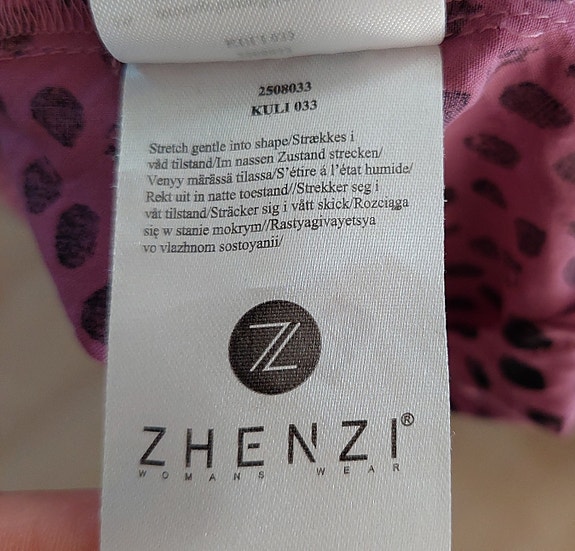 2508033
KULI 033
Stretch gentle into shape/Strækkes i
våd tilstand/Im nassen Zustand strecken/
Venyy märässä tilassa/S'étire á l'état humide/
Rekt uit in natte toestand//Strekker seg i
våt tilstand/Sträcker sig i vått skick/Rozciąga
się w stanie mokrym//Rastyagivayetsya
vo vlazhnom sostoyanii/
Z
ZHENZI®
WOMANS WEAR